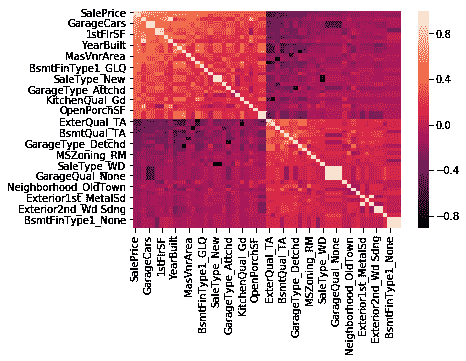 SalePrice
GarageCars
1stFlrSF
YearBuilt
MasVnrArea
BsmtFinType1_GLQ
SaleType_New
GarageType_Attchd
KitchenQual_Gd
OpenPorchSF
ExterQual_TA
BsmtQual_TA
GarageType_Detchd
MSZoning_RM
SaleType_WD
GarageQual_None
Neighborhood_OldTown
Exterior1st_MetalSd
Exterior2nd_Wd Sdng
BsmtFinType1_None
0.8
0.4
0.0
−0.4
−0.8
SalePrice
GarageCars
1stFlrSF
YearBuilt
MasVnrArea
BsmtFinType1_GLQ
SaleType_New
GarageType_Attchd
KitchenQual_Gd
OpenPorchSF
ExterQual_TA
BsmtQual_TA
GarageType_Detchd
MSZoning_RM
SaleType_WD
GarageQual_None
Neighborhood_OldTown
Exterior1st_MetalSd
Exterior2nd_Wd Sdng
BsmtFinType1_None